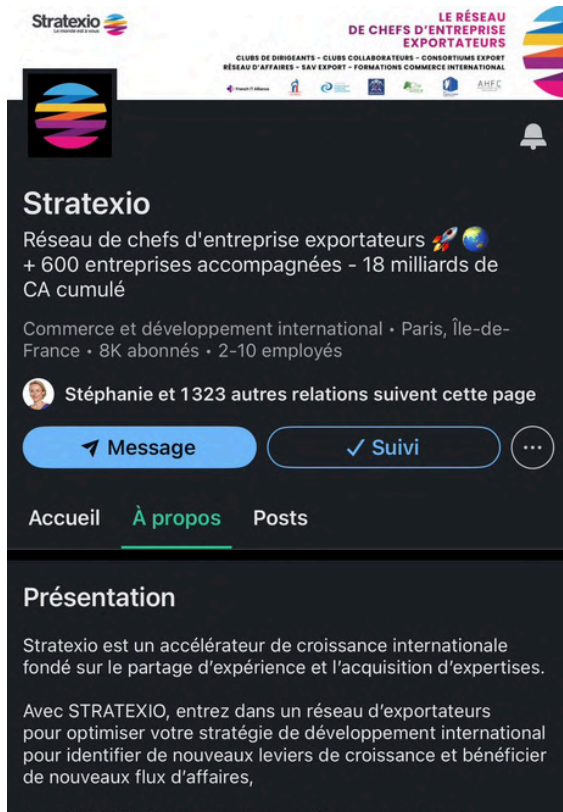 Stratexio
Le monde est à vous
LE RÉSEAU
DE CHEFS D'ENTREPRISE
EXPORTATEURS
CLUBS DE DIRIGEANTS - CLUBS COLLABORATEURS - CONSORTIUMS EXPORT
RÉSEAU D'AFFAIRES - SAV EXPORT - FORMATIONS COMMERCE INTERNATIONAL
French IT Alliance
AHFC
Stratexio
Réseau de chefs d'entreprise exportateurs 🚀 🌏
+ 600 entreprises accompagnées - 18 milliards de
CA cumulé
Commerce et développement international • Paris, Île-de-
France • 8K abonnés • 2-10 employés
Stéphanie et 1 323 autres relations suivent cette page
Message
Suivi
Accueil
À propos
Posts
Présentation
Stratexio est un accélérateur de croissance internationale
fondé sur le partage d'expérience et l'acquisition d'expertises.
Avec STRATEXIO, entrez dans un réseau d'exportateurs
pour optimiser votre stratégie de développement international
pour identifier de nouveaux leviers de croissance et bénéficier
de nouveaux flux d'affaires,